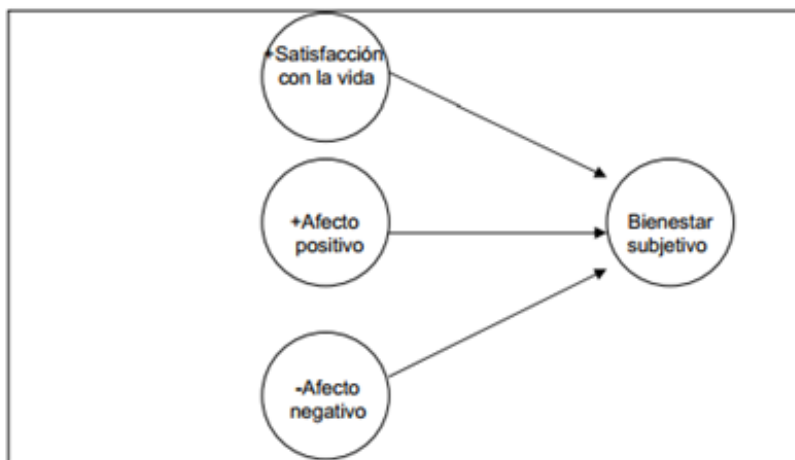 +Satisfacción
con la vida
+Afecto
positivo
Bienestar
subjetivo
-Afecto
negativo